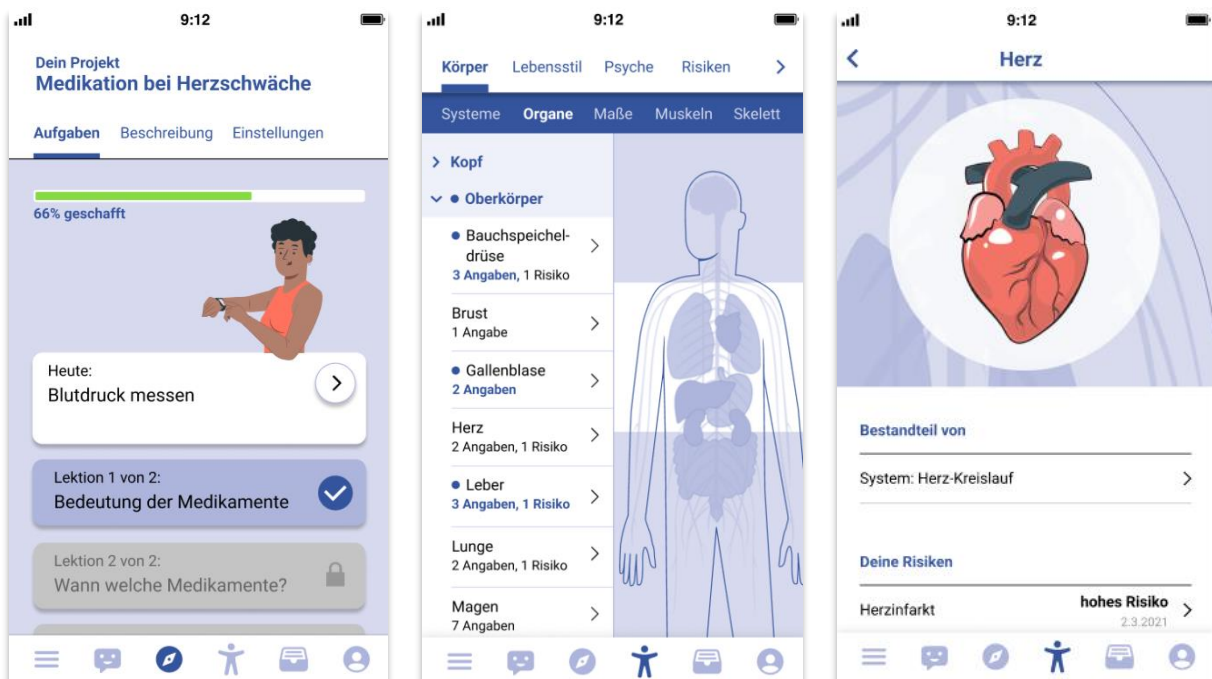 9:12
Dein Projekt
Medikation bei Herzschwäche
Aufgaben Beschreibung Einstellungen
66% geschafft
Heute:
Blutdruck messen
Lektion 1 von 2:
Bedeutung der Medikamente
Lektion 2 von 2:
Wann welche Medikamente?
9:12
Körper Lebensstil Psyche Risiken
Systeme Organe Maße Muskeln Skelett
Kopf
Oberkörper
Bauchspeichel-
drüse
3 Angaben, 1 Risiko
Brust
1 Angabe
Gallenblase
2 Angaben
Herz
2 Angaben, 1 Risiko
Leber
3 Angaben, 1 Risiko
Lunge
2 Angaben, 1 Risiko
Magen
7 Angaben
9:12
Herz
Bestandteil von
System: Herz-Kreislauf
Deine Risiken
Herzinfarkt hohes Risiko
2.3.2021